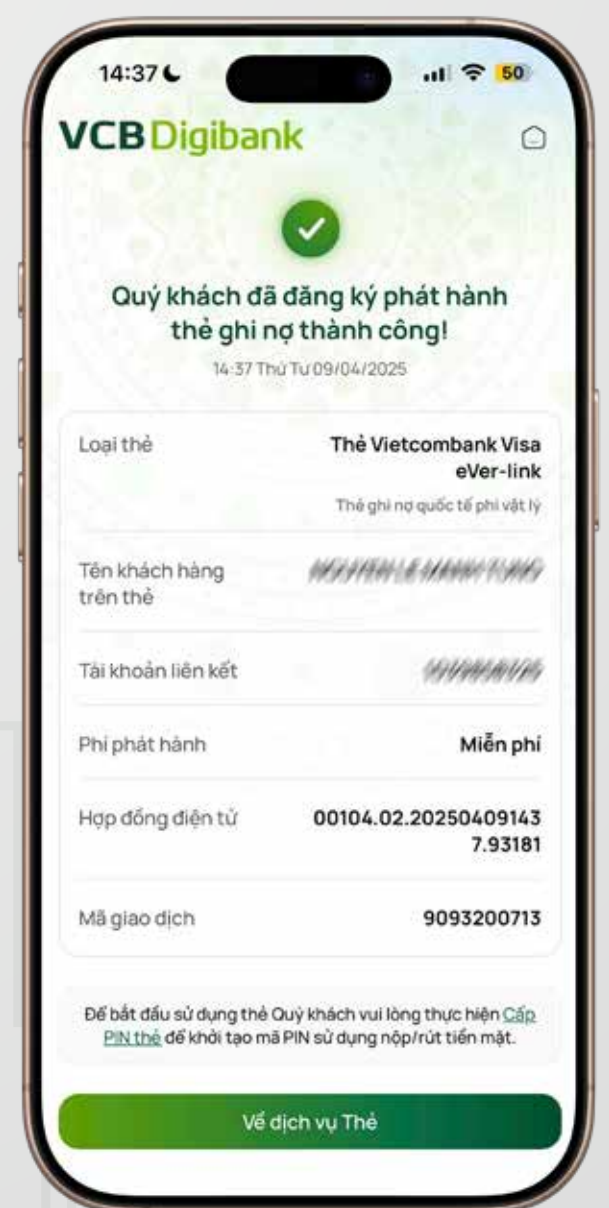 14:37
50
VCB Digibank
Quý khách đã đăng ký phát hành
thẻ ghi nợ thành công!
14:37 Thứ Tư 09/04/2025
Loại thẻ
Thẻ Vietcombank Visa
eVer-link
Thẻ ghi nợ quốc tế phi vật lý
Tên khách hàng
trên thẻ
Tài khoản liên kết
Phí phát hành
Miễn phí
Hợp đồng điện tử
00104.02.20250409143
7.93181
Mã giao dịch
9093200713
Để bắt đầu sử dụng thẻ Quý khách vui lòng thực hiện Cấp
PIN thẻ để khởi tạo mã PIN sử dụng nộp/rút tiền mặt.
Về dịch vụ Thẻ